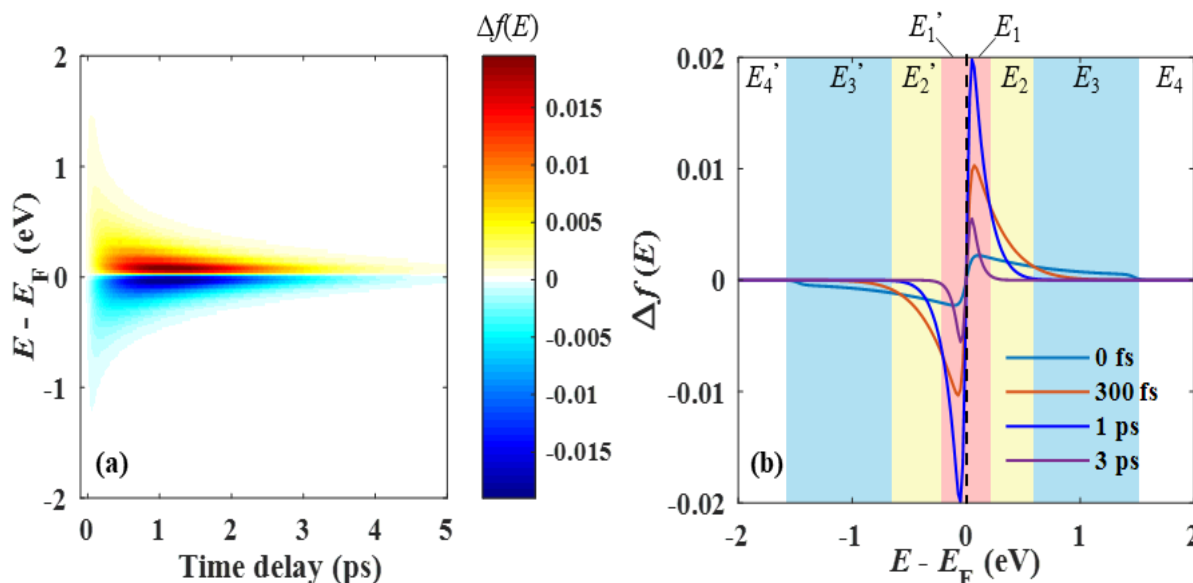 Δf(E)
2
1
0
-1
-2
E - E_F (eV)
0.015
0.01
0.005
0
-0.005
-0.01
-0.015
(a)
0 1 2 3 4 5
Time delay (ps)
E1’ E1
0.02
0.01
0
-0.01
-0.02
Δf (E)
E4’ E3’ E2’ E2 E3 E4
0 fs
300 fs
1 ps
3 ps
(b)
-2 -1 0 1 2
E - E_F (eV)